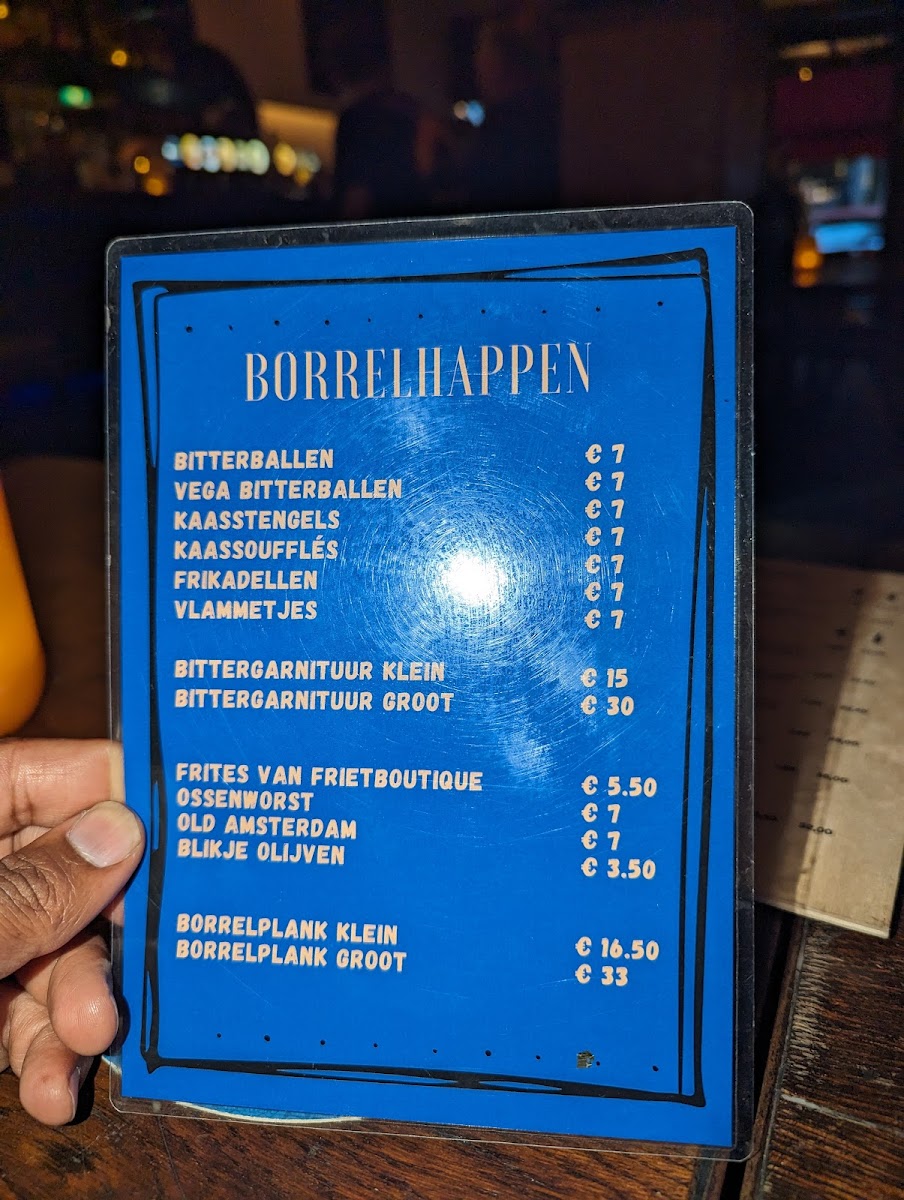 BORRELHAPPEN
BITTERBALLEN € 7
VEGA BITTERBALLEN € 7
KAASSTENGELS € 7
KAASSOUFFLÉS € 7
FRIKADELLEN € 7
VLAMMETJES € 7
€ 7
BITTERGARNITUUR KLEIN € 15
BITTERGARNITUUR GROOT € 30
FRITES VAN FRIETBOUTIQUE € 5.50
OSSENWORST € 7
OLD AMSTERDAM € 7
BLIKJE OLIJVEN € 3.50
BORRELPLANK KLEIN € 16.50
BORRELPLANK GROOT € 33